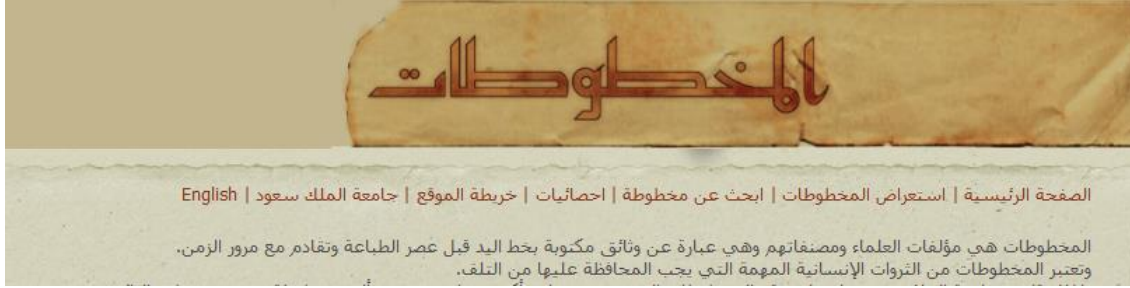 المخطوطات
الصفحة الرئيسية | استعراض المخطوطات | ابحث عن مخطوطة | احصائيات | خريطة الموقع | جامعة الملك سعود | English
المخطوطات هي مؤلفات العلماء ومصنفاتهم وهي عبارة عن وثائق مكتوبة بخط اليد قبل عصر الطباعة وتقادم مع مرور الزمن.
وتعتبر المخطوطات من الثروات الإنسانية المهمة التي يجب المحافظة عليها من التلف.